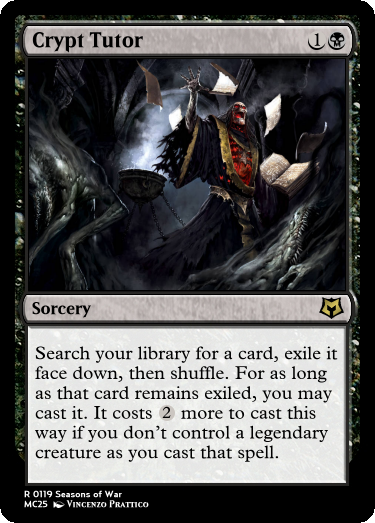 Crypt Tutor 1
Sorcery
Search your library for a card, exile it
face down, then shuffle. For as long
as that card remains exiled, you may
cast it. It costs 2 more to cast this
way if you don't control a legendary
creature as you cast that spell.
R 0119 Seasons of War
MC25 Vincenzo Prattico